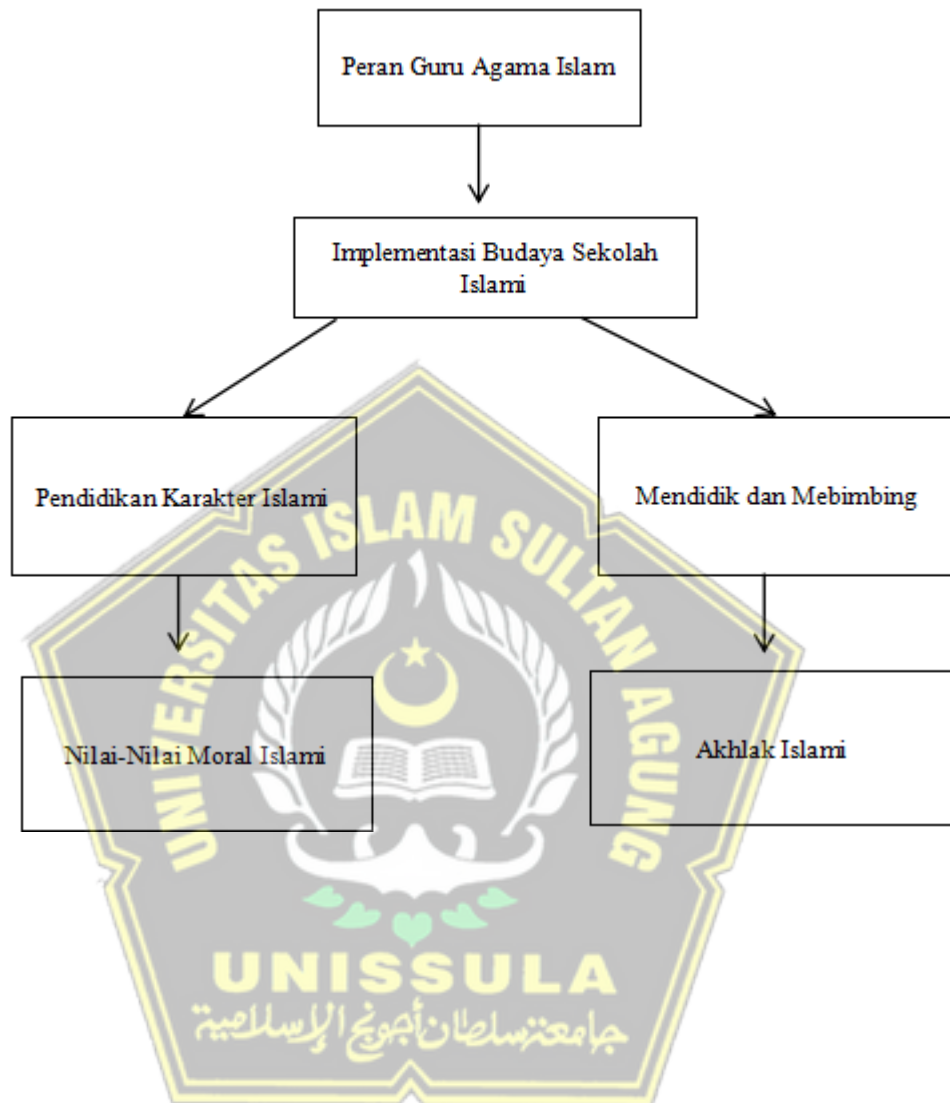 Peran Guru Agama Islam
Implementasi Budaya Sekolah
Islami
Pendidikan Karakter Islami
Mendidik dan Mebimbing
Nilai-Nilai Moral Islami
Akhlak Islami
UNIVERSITAS ISLAM SULTAN AGUNG
UNISSULA
جامعة سلطان أجونج الإسلامية